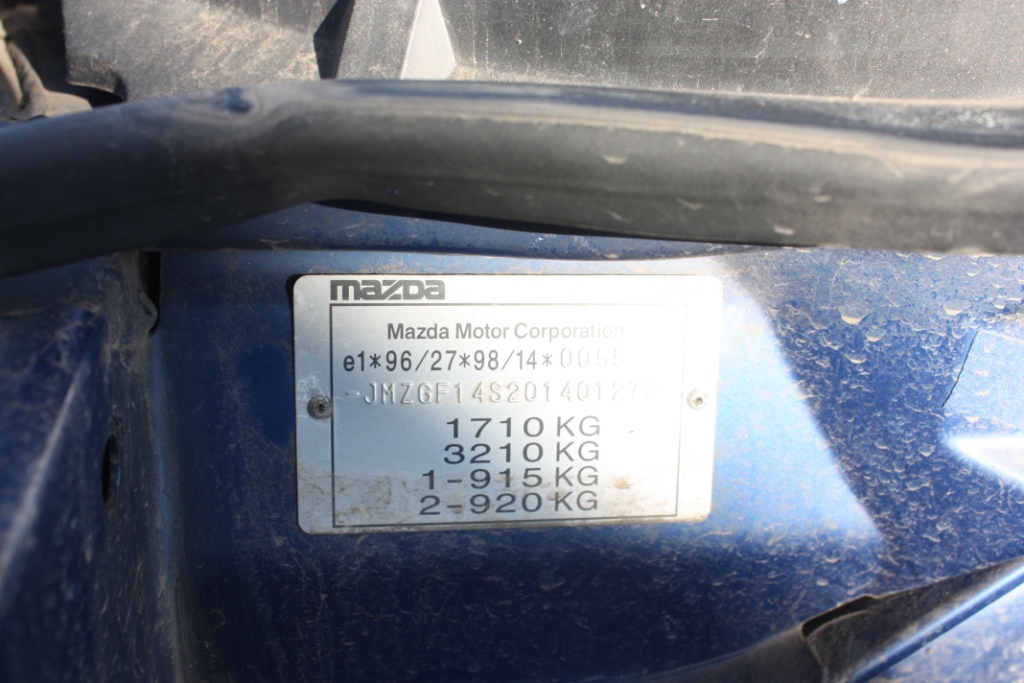 mazda
Mazda Motor Corporation
e1*96/27*98/14*0055
1710 KG
3210 KG
1-915 KG
2-920 KG